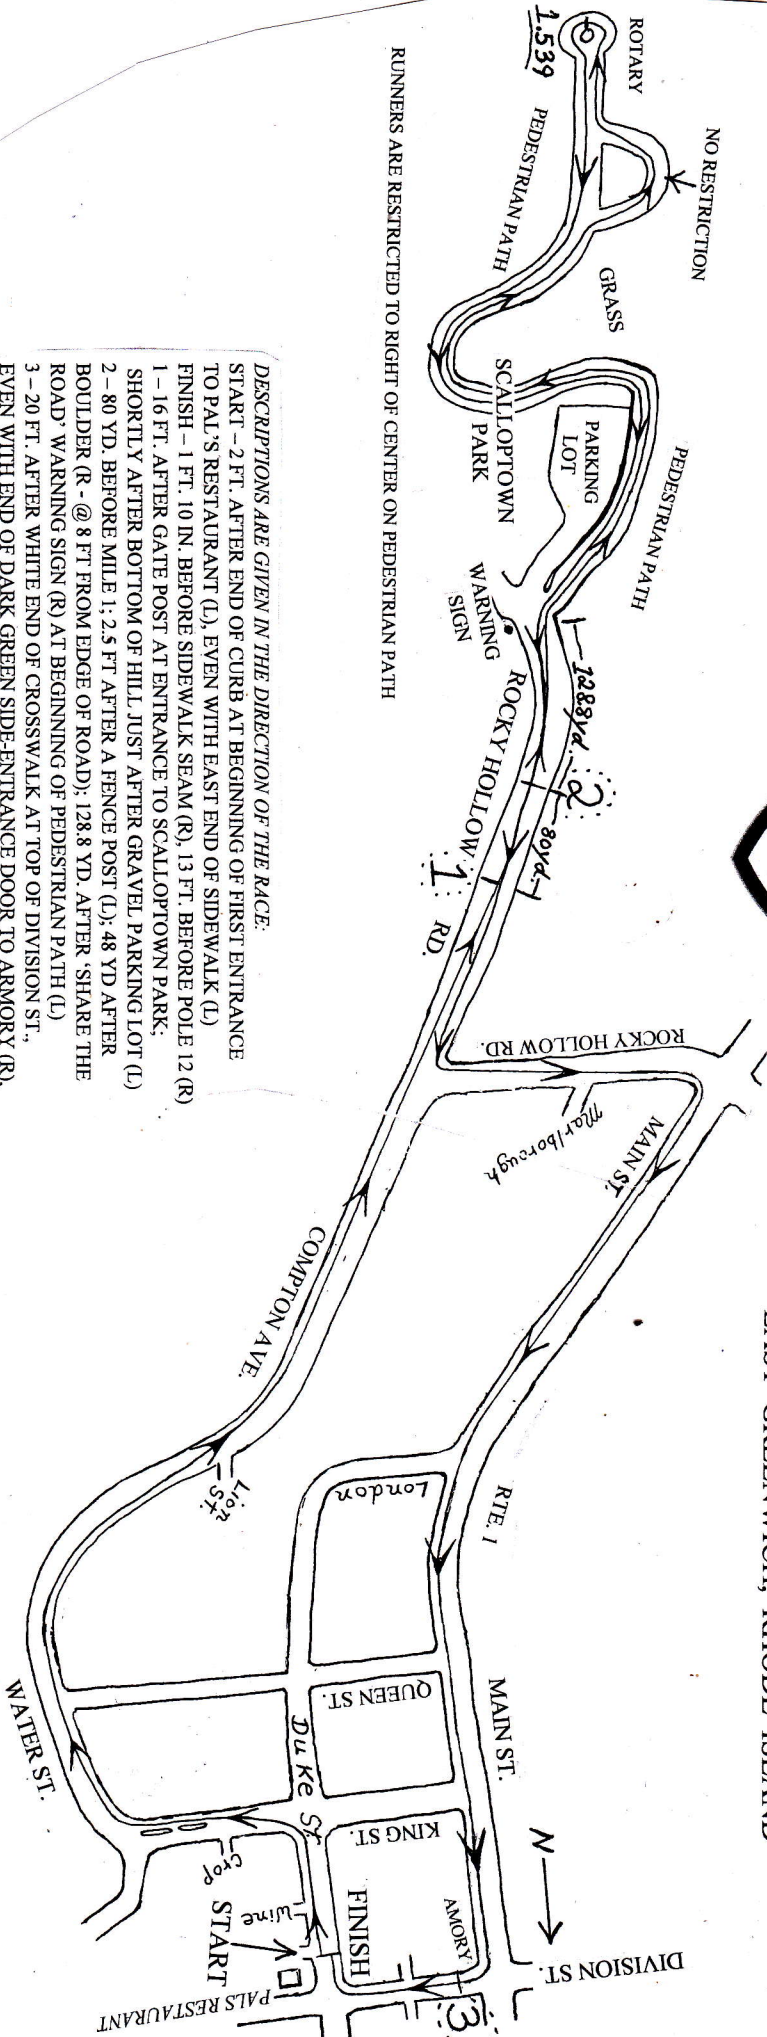 EAST GREENWICH, RHODE ISLAND
ROTARY
1.539
NO RESTRICTION
PEDESTRIAN PATH
GRASS
RUNNERS ARE RESTRICTED TO RIGHT OF CENTER ON PEDESTRIAN PATH
SCALLOPTOWN
PARK
PARKING
LOT
PEDESTRIAN PATH
WARNING
SIGN
128.8yd.
2
80yd.
ROCKY HOLLOW
RD.
1
ROCKY HOLLOW RD.
Marlborough
MAIN ST.
COMPTON AVE.
Lion
St.
London
RTE. 1
MAIN ST.
QUEEN ST.
Duke St
KING ST.
WATER ST.
Crop
Wine
START
FINISH
AMORY
3
N
DIVISION ST.
PALS RESTAURANT
DESCRIPTIONS ARE GIVEN IN THE DIRECTION OF THE RACE:
START – 2 FT. AFTER END OF CURB AT BEGINNING OF FIRST ENTRANCE
TO PAL'S RESTAURANT (L), EVEN WITH EAST END OF SIDEWALK (L)
FINISH – 1 FT. 10 IN. BEFORE SIDEWALK SEAM (R), 13 FT. BEFORE POLE 12 (R)
1 – 16 FT. AFTER GATE POST AT ENTRANCE TO SCALLOPTOWN PARK;
SHORTLY AFTER BOTTOM OF HILL JUST AFTER GRAVEL PARKING LOT (L)
2 – 80 YD. BEFORE MILE 1; 2.5 FT AFTER A FENCE POST (L); 48 YD AFTER
BOULDER (R - @ 8 FT FROM EDGE OF ROAD); 128.8 YD. AFTER 'SHARE THE
ROAD' WARNING SIGN (R) AT BEGINNING OF PEDESTRIAN PATH (L)
3 – 20 FT. AFTER WHITE END OF CROSSWALK AT TOP OF DIVISION ST.,
EVEN WITH END OF DARK GREEN SIDE-ENTRANCE DOOR TO ARMORY (R),